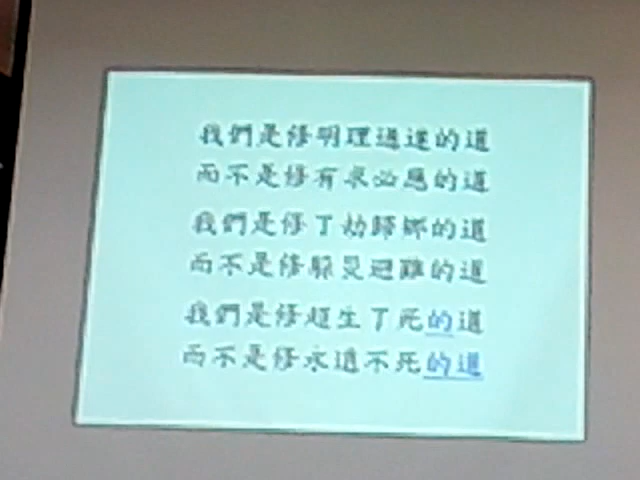 我們是修明理通達的道
而不是修有求必應的道
我們是修了劫歸鄉的道
而不是修躲災避難的道
我們是修超生了死的道
而不是修永遠不死的道